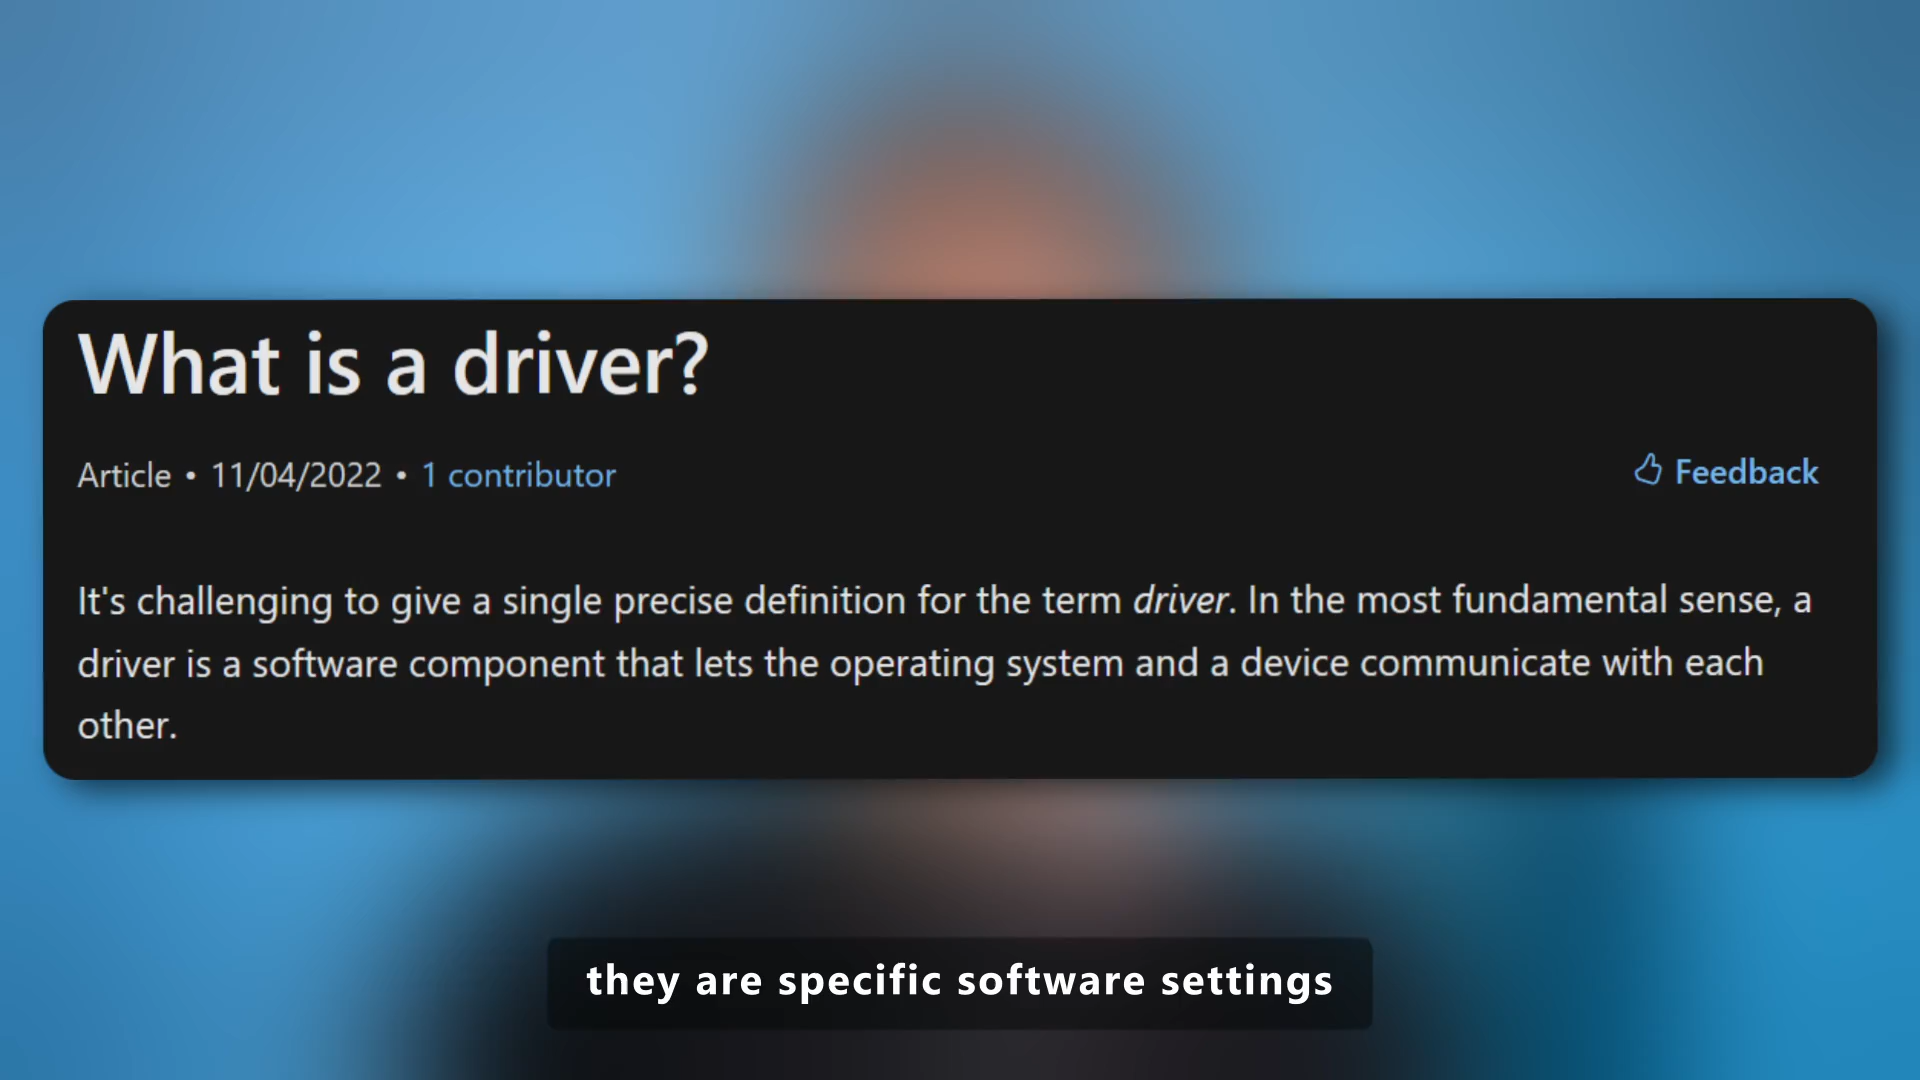 What is a driver?
Article • 11/04/2022 • 1 contributor
Feedback
It's challenging to give a single precise definition for the term driver. In the most fundamental sense, a
driver is a software component that lets the operating system and a device communicate with each
other.
they are specific software settings